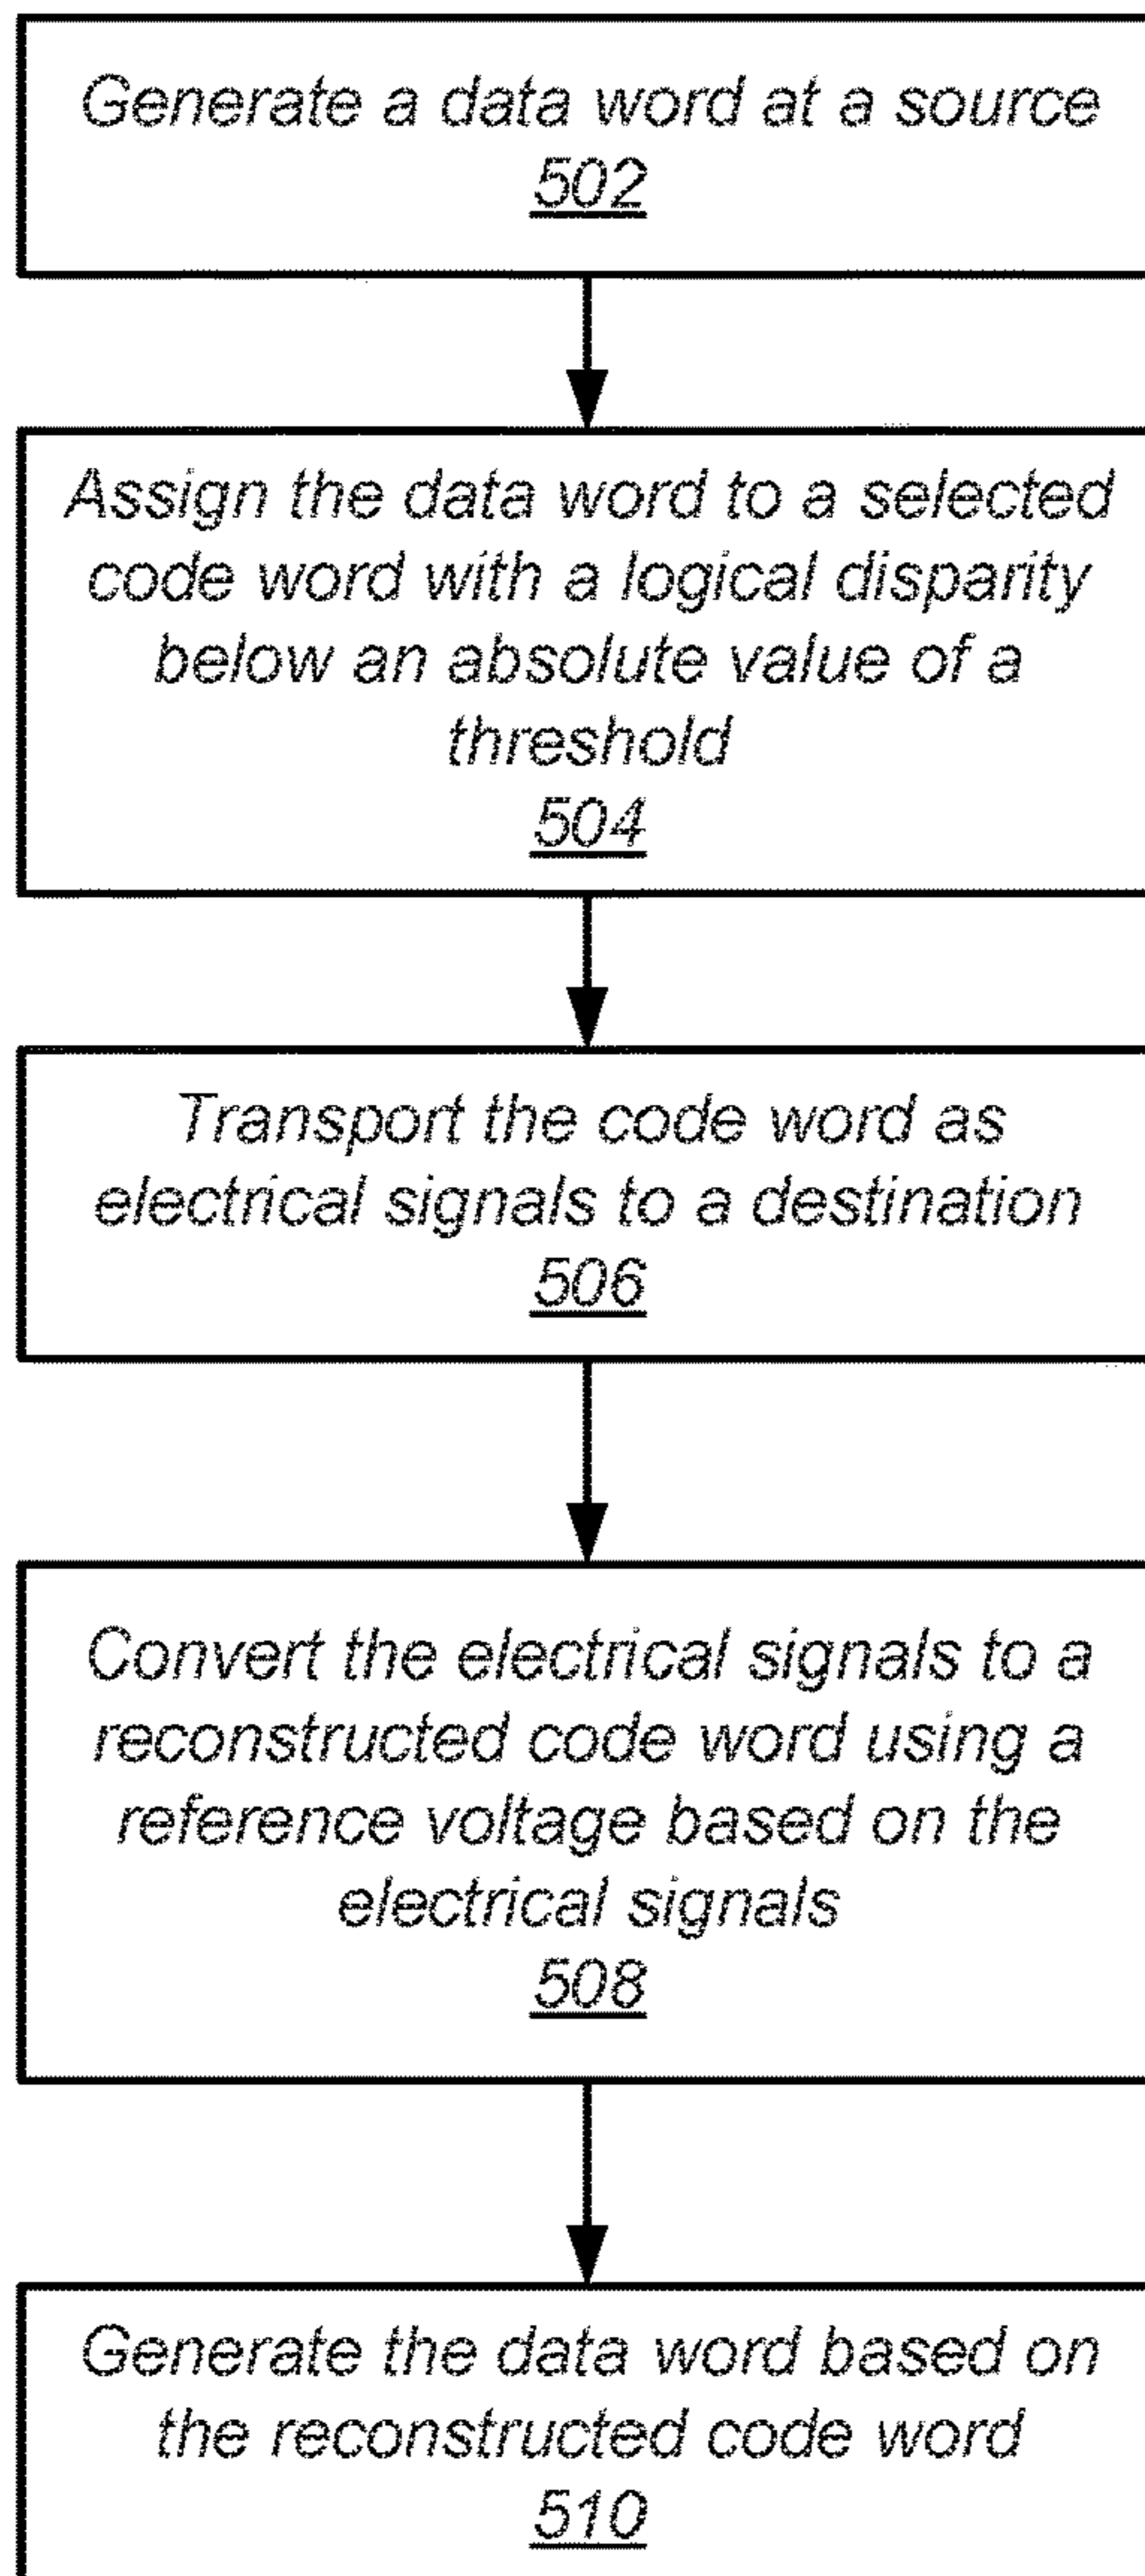 Generate a data word at a source
502
Assign the data word to a selected
code word with a logical disparity
below an absolute value of a
threshold
504
Transport the code word as
electrical signals to a destination
506
Convert the electrical signals to a
reconstructed code word using a
reference voltage based on the
electrical signals
508
Generate the data word based on
the reconstructed code word
510